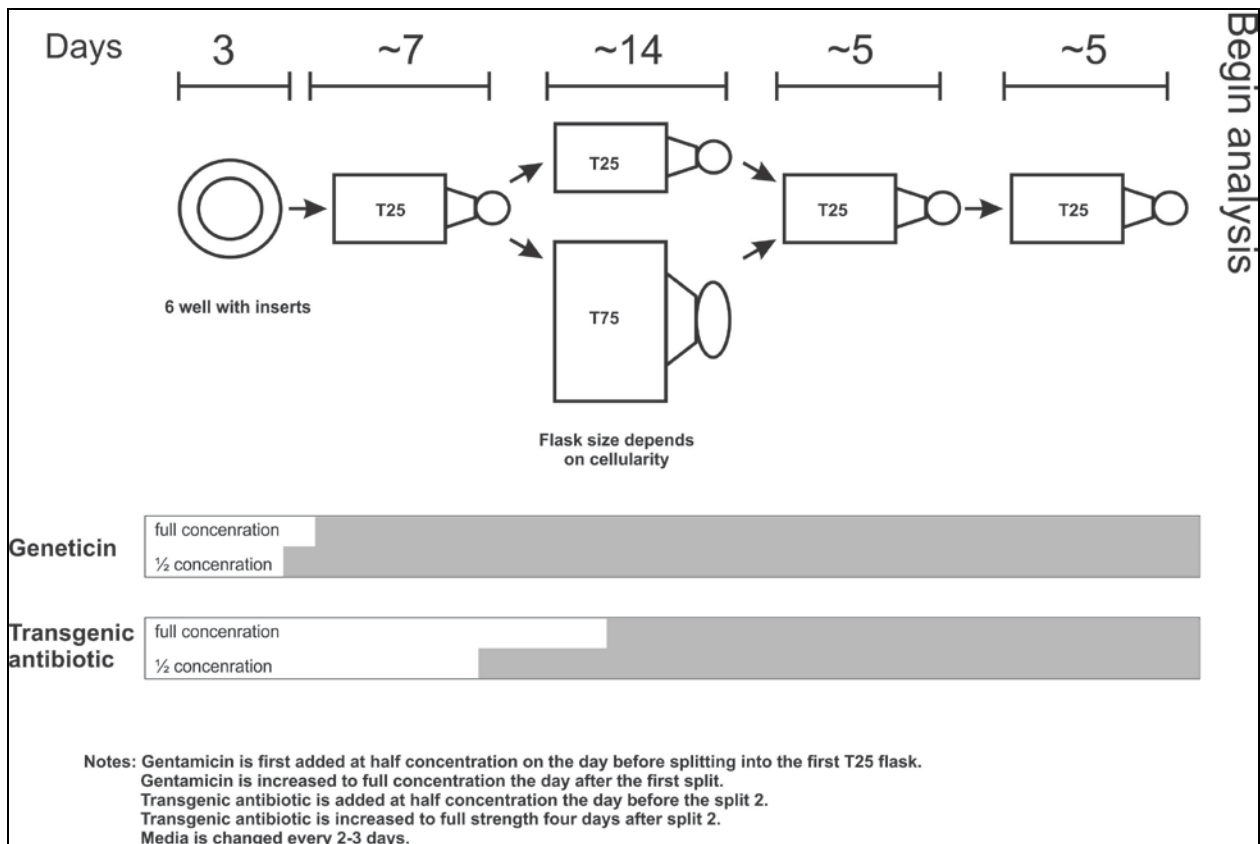 Days 3 ~7 ~14 ~5 ~5
Begin analysis
T25
T25
T25
T25
T75
6 well with inserts
Flask size depends
on cellularity
Geneticin
full concenration
½ concenration
Transgenic
antibiotic
full concenration
½ concenration
Notes: Gentamicin is first added at half concentration on the day before splitting into the first T25 flask.
Gentamicin is increased to full concentration the day after the first split.
Transgenic antibiotic is added at half concentration the day before the split 2.
Transgenic antibiotic is increased to full strength four days after split 2.
Media is changed every 2-3 days.